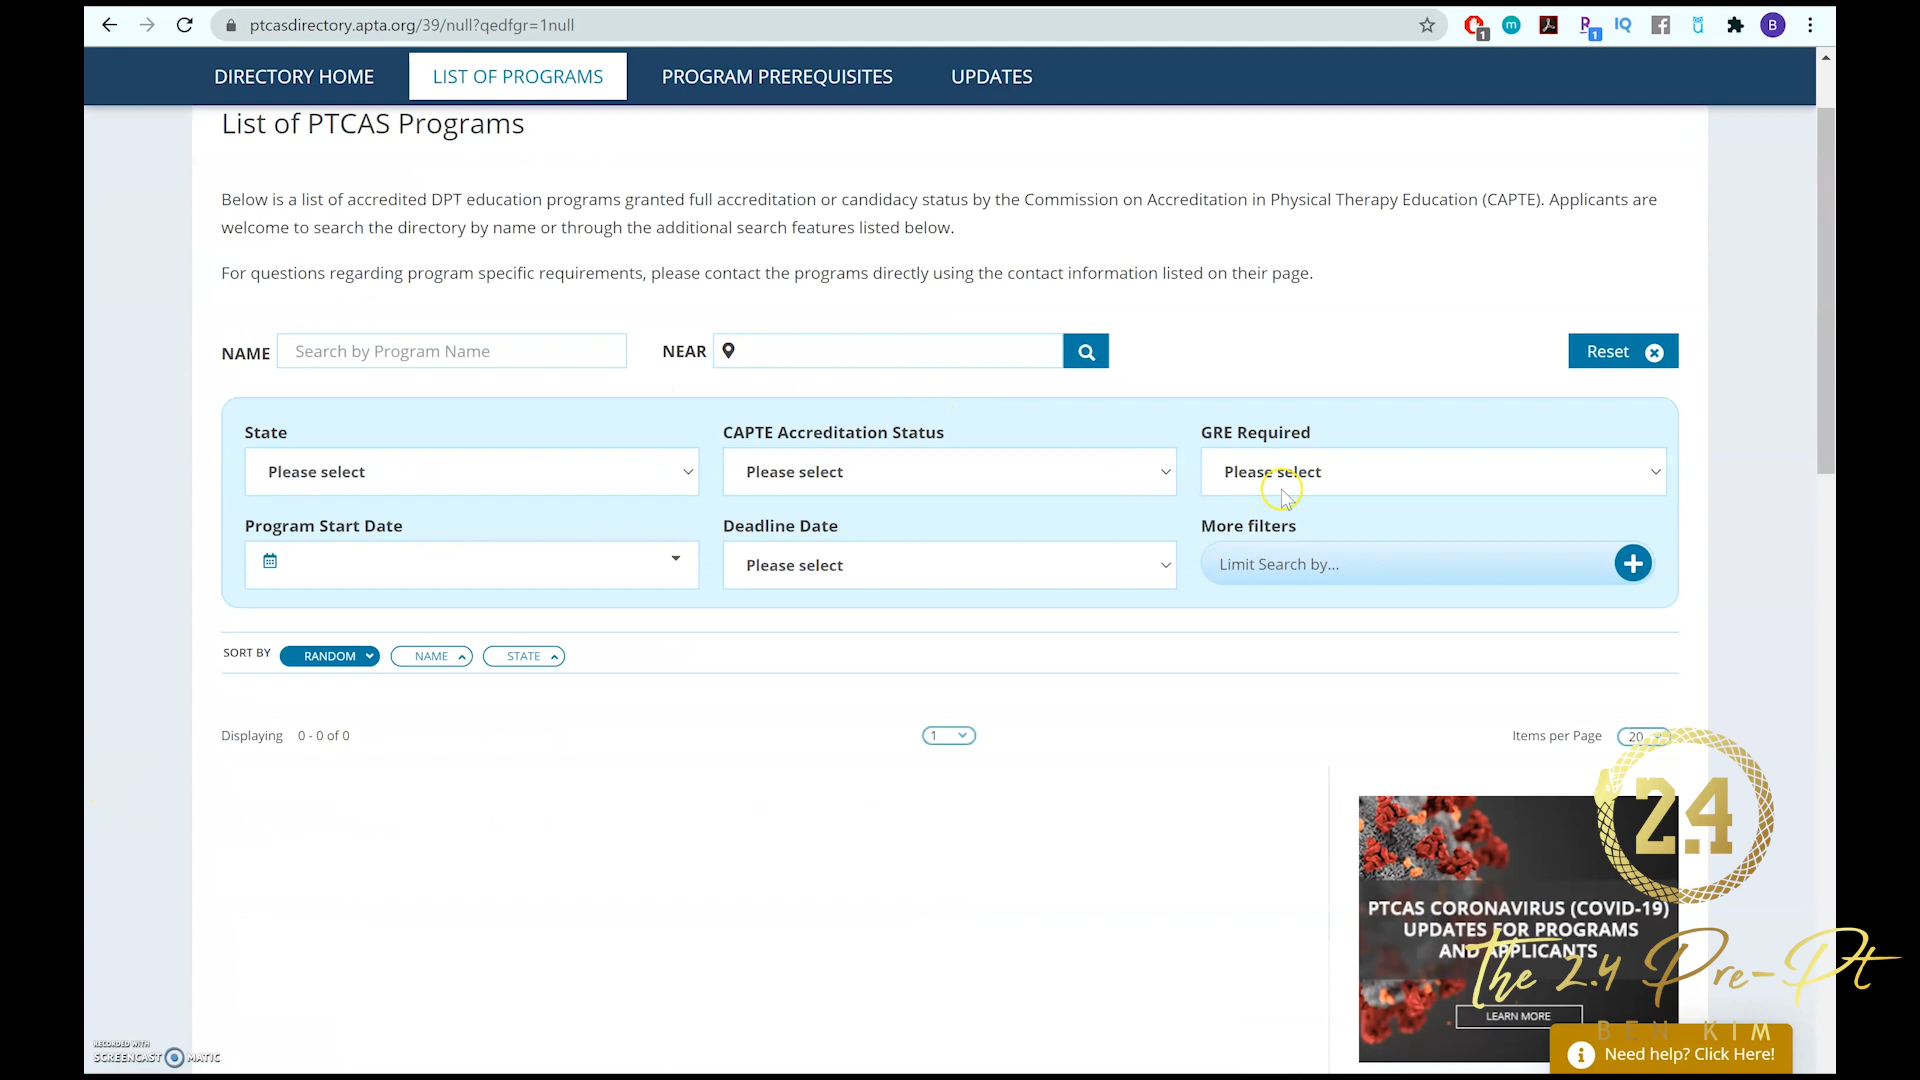 ptcasdirectory.apta.org/39/null?qedfgr=1null
DIRECTORY HOME
LIST OF PROGRAMS
PROGRAM PREREQUISITES
UPDATES
List of PTCAS Programs
Below is a list of accredited DPT education programs granted full accreditation or candidacy status by the Commission on Accreditation in Physical Therapy Education (CAPTE). Applicants are
welcome to search the directory by name or through the additional search features listed below.
For questions regarding program specific requirements, please contact the programs directly using the contact information listed on their page.
NAME Search by Program Name
NEAR
Reset
State
CAPTE Accreditation Status
GRE Required
Please select
Please select
Please select
Program Start Date
Deadline Date
More filters
Please select
Limit Search by...
SORT BY RANDOM NAME STATE
Displaying 0 - 0 of 0
1
Items per Page 20
2.4
PTCAS CORONAVIRUS (COVID-19)
UPDATES FOR PROGRAMS
AND APPLICANTS
The 2.4 Pre-Pt
LEARN MORE
BEN KIM
Need help? Click Here!
RECORDED WITH
SCREENCAST MATIC